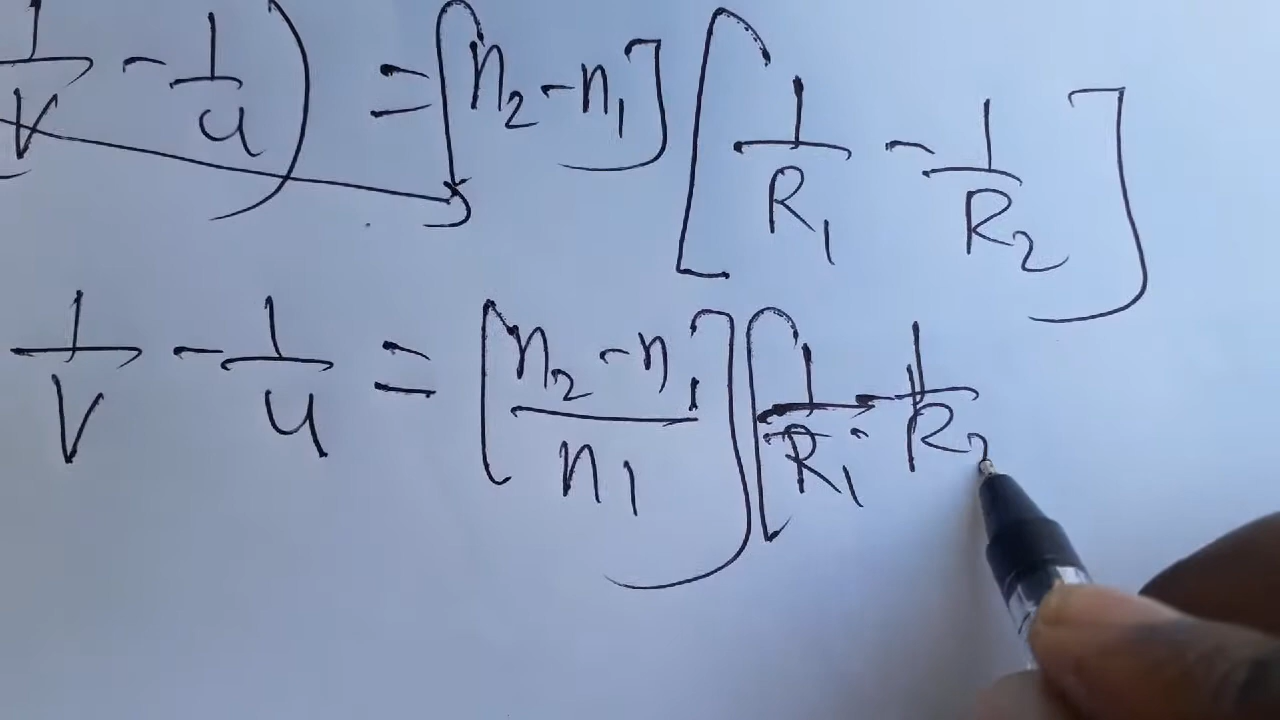 1/V - 1/u) = [n₂ - n₁] [1/R₁ - 1/R₂]
1/V - 1/u = [(n₂ - n₁)/n₁] [1/R₁ - 1/R₂